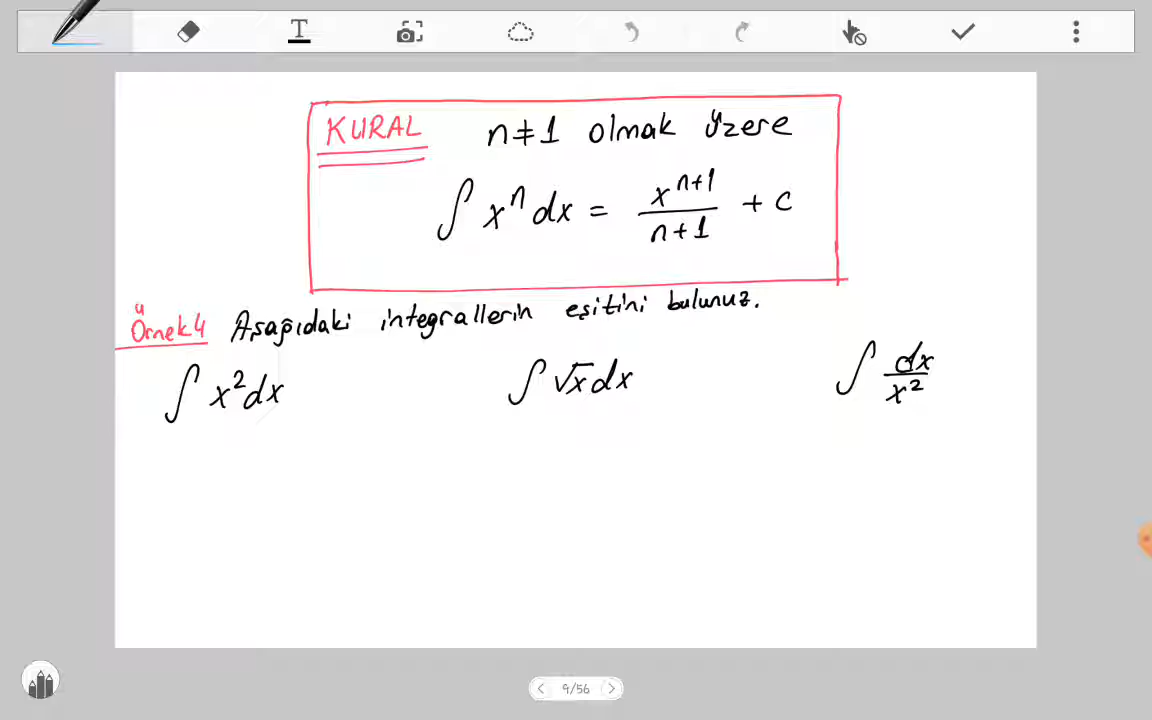 T
KURAL n≠1 olmak üzere
∫ xⁿ dx = xⁿ⁺¹/(n+1) + c
Örnek4 Aşağıdaki integrallerin eşitini bulunuz.
∫ x² dx ∫ √x dx ∫ dx/x²
9/56